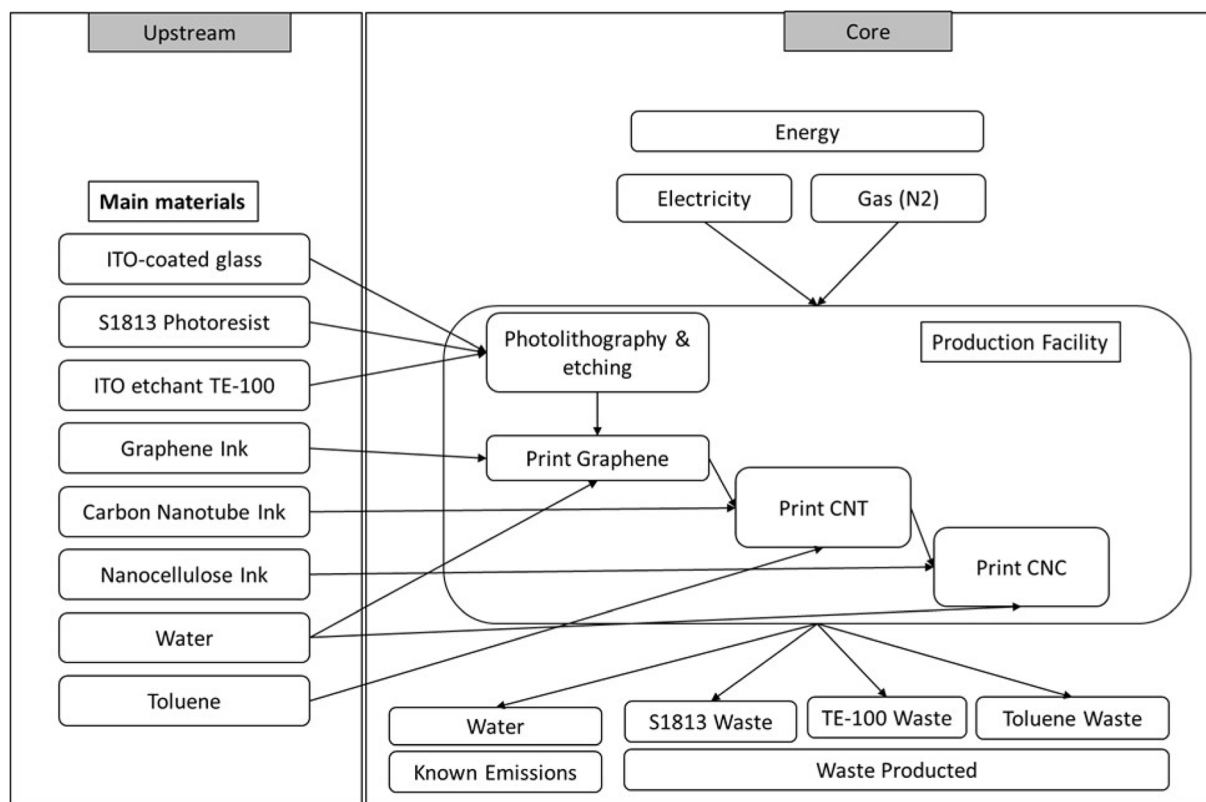 Upstream
Core
Main materials
ITO-coated glass
S1813 Photoresist
ITO etchant TE-100
Graphene Ink
Carbon Nanotube Ink
Nanocellulose Ink
Water
Toluene
Energy
Electricity
Gas (N2)
Production Facility
Photolithography &
etching
Print Graphene
Print CNT
Print CNC
Water
S1813 Waste
TE-100 Waste
Toluene Waste
Known Emissions
Waste Producted